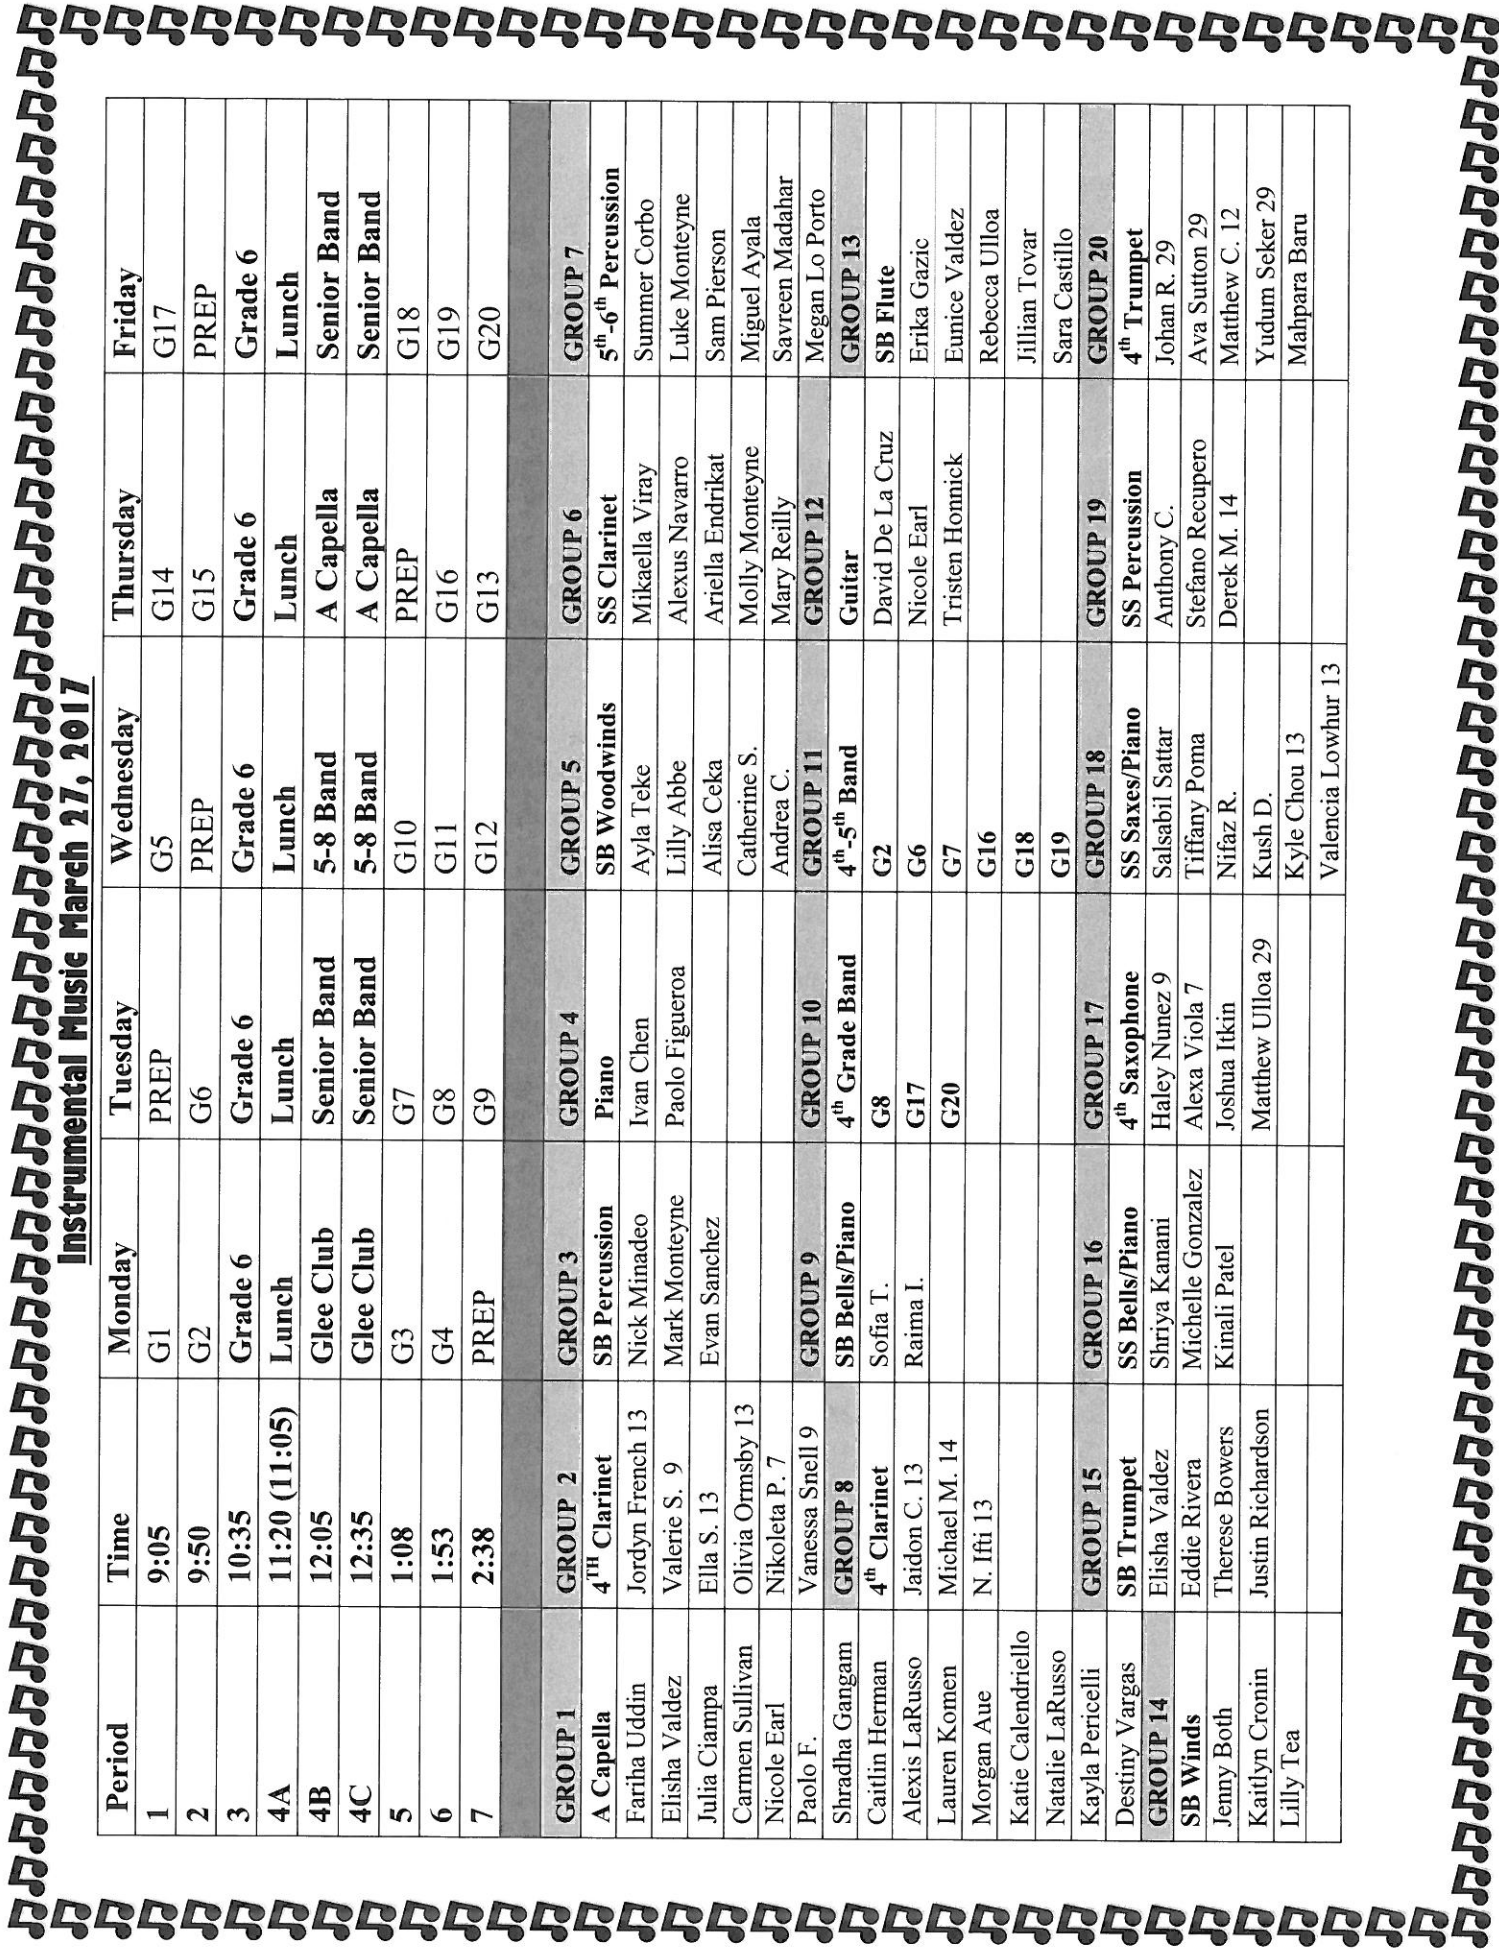 Instrumental Music March 27, 2017
Period Time Monday Tuesday Wednesday Thursday Friday
1 9:05 G1 PREP G5 G14 G17
2 9:50 G2 G6 PREP G15 PREP
3 10:35 Grade 6 Grade 6 Grade 6 Grade 6 Grade 6
4A 11:20 (11:05) Lunch Lunch Lunch Lunch Lunch
4B 12:05 Glee Club Senior Band 5-8 Band A Capella Senior Band
4C 12:35 Glee Club Senior Band 5-8 Band A Capella Senior Band
5 1:08 G3 G7 G10 PREP G18
6 1:53 G4 G8 G11 G16 G19
7 2:38 PREP G9 G12 G13 G20
GROUP 1 GROUP 2 GROUP 3 GROUP 4 GROUP 5 GROUP 6 GROUP 7
A Capella 4TH Clarinet SB Percussion Piano SB Woodwinds SS Clarinet 5th-6th Percussion
Fariha Uddin Jordyn French 13 Nick Minadeo Ivan Chen Ayla Teke Mikaella Viray Summer Corbo
Elisha Valdez Valerie S. 9 Mark Monteyne Paolo Figueroa Lilly Abbe Alexus Navarro Luke Monteyne
Julia Ciampa Ella S. 13 Evan Sanchez Alisa Ceka Ariella Endrikat Sam Pierson
Carmen Sullivan Olivia Ormsby 13 Catherine S. Molly Monteyne Miguel Ayala
Nicole Earl Nikoleta P. 7 Andrea C. Mary Reilly Savreen Madahar
Paolo F. Vanessa Snell 9 GROUP 9 GROUP 10 GROUP 11 GROUP 12 Megan Lo Porto
Shradha Gangam GROUP 8 SB Bells/Piano 4th Grade Band 4th-5th Band Guitar GROUP 13
Caitlin Herman 4th Clarinet Sofia T. G8 G2 David De La Cruz SB Flute
Alexis LaRusso Jaidon C. 13 Raima I. G17 G6 Nicole Earl Erika Gazic
Lauren Komen Michael M. 14 G20 G7 Tristen Honnick Eunice Valdez
Morgan Aue N. Ifti 13 G16 Rebecca Ulloa
Katie Calendriello G18 Jillian Tovar
Natalie LaRusso G19 Sara Castillo
Kayla Pericelli GROUP 15 GROUP 16 GROUP 17 GROUP 18 GROUP 19 GROUP 20
Destiny Vargas SB Trumpet SS Bells/Piano 4th Saxophone SS Saxes/Piano SS Percussion 4th Trumpet
GROUP 14 Elisha Valdez Shriya Kanani Haley Nunez 9 Salsabil Sattar Anthony C. Johan R. 29
SB Winds Eddie Rivera Michelle Gonzalez Alexa Viola 7 Tiffany Poma Stefano Recupero Ava Sutton 29
Jenny Both Therese Bowers Kinali Patel Joshua Itkin Nifaz R. Derek M. 14 Matthew C. 12
Kaitlyn Cronin Justin Richardson Matthew Ulloa 29 Kush D. Yudum Seker 29
Lilly Tea Kyle Chou 13 Mahpara Baru
Valencia Lowhur 13